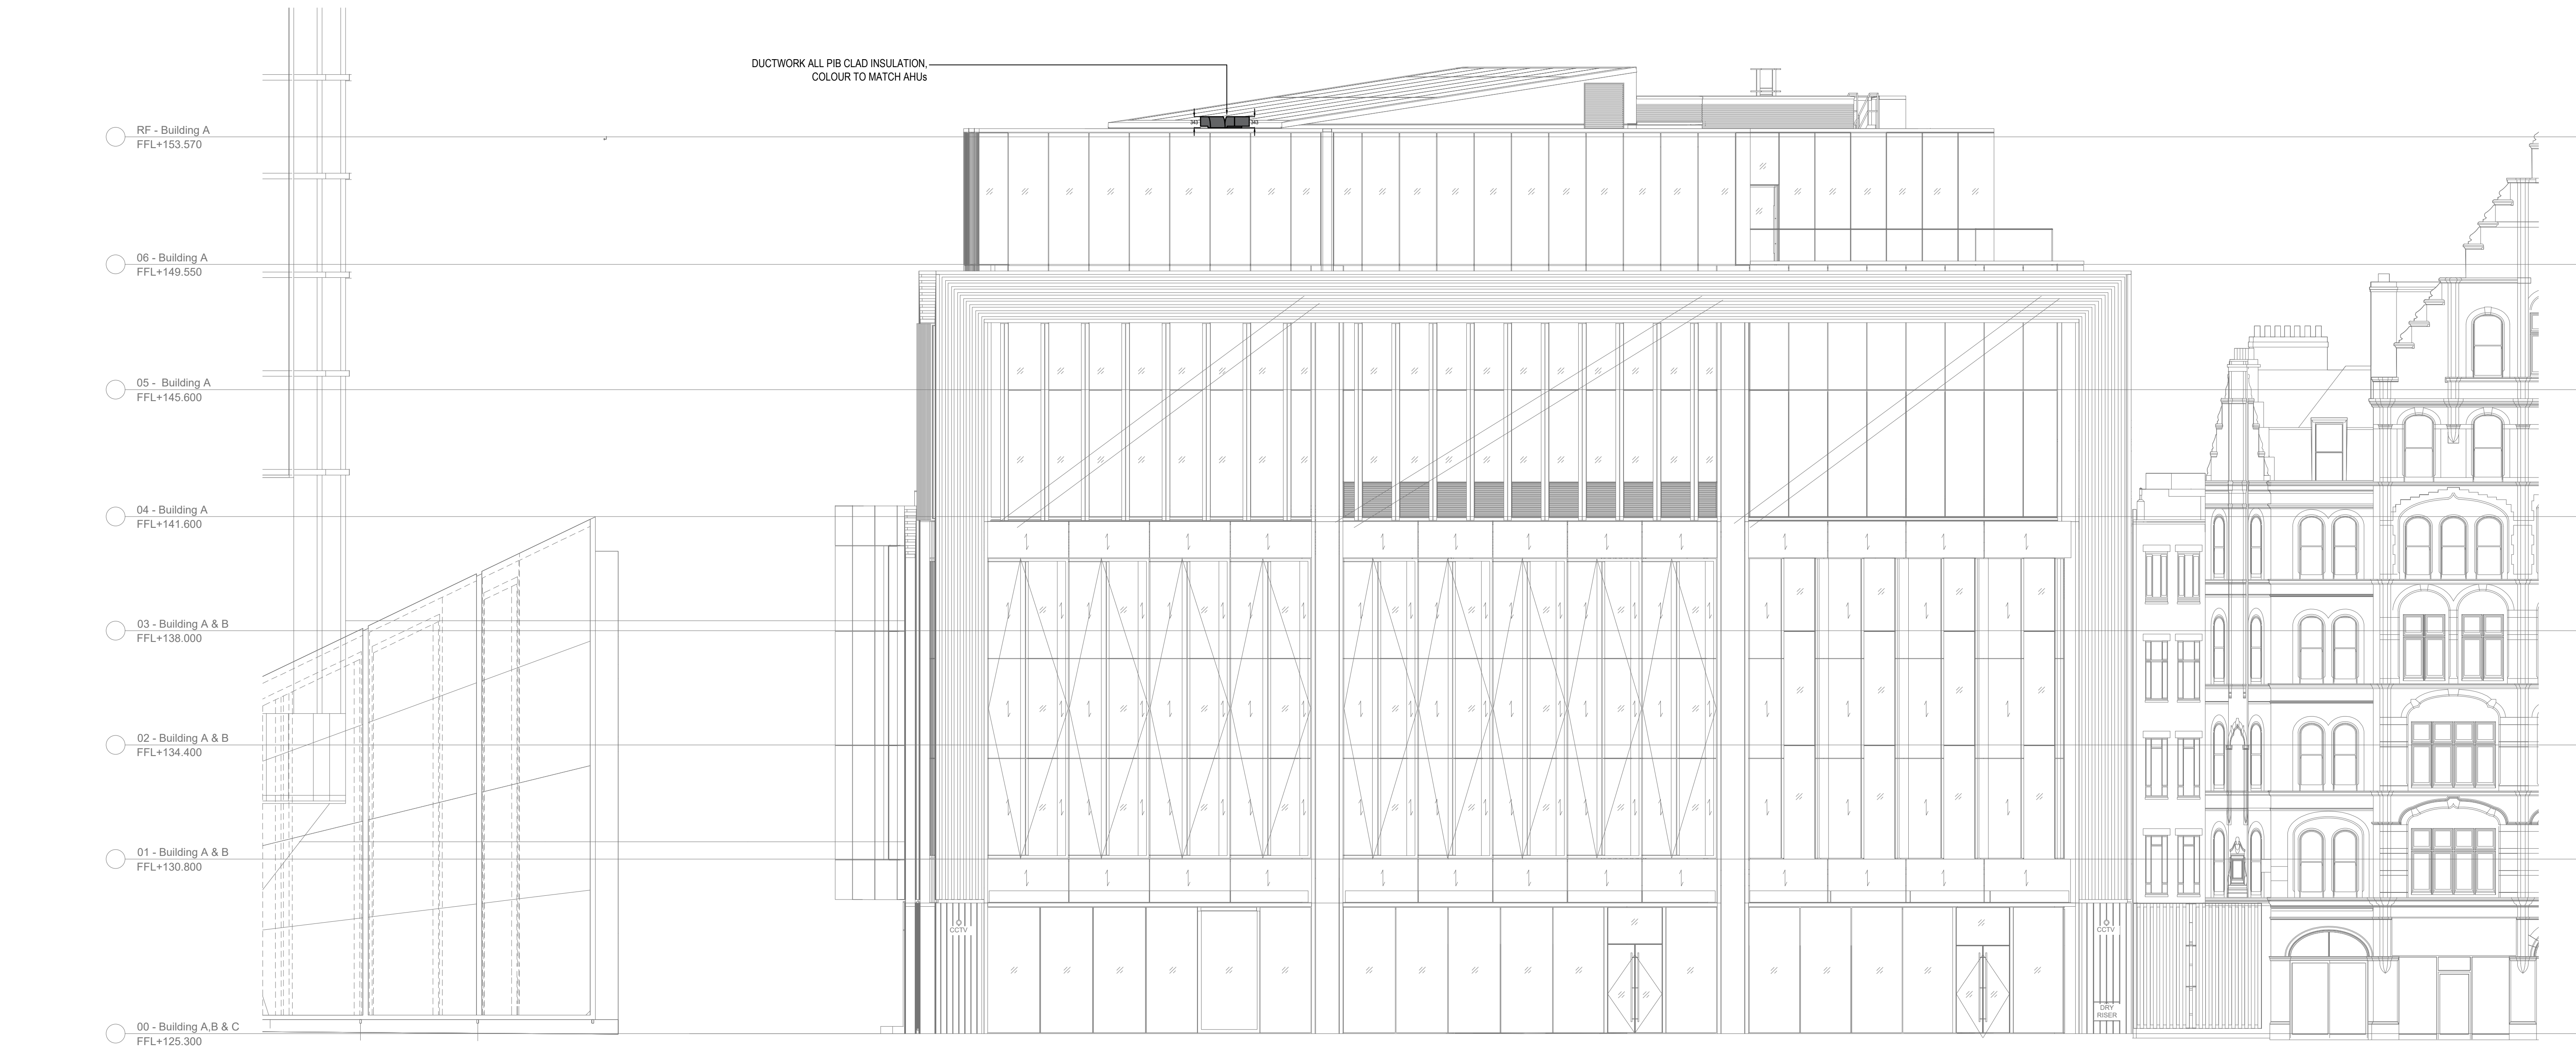 DUCTWORK ALL PIB CLAD INSULATION,
COLOUR TO MATCH AHUs
343
343
RF - Building A
FFL+153.570
06 - Building A
FFL+149.550
05 -  Building A
FFL+145.600
04 - Building A
FFL+141.600
03 - Building A & B
FFL+138.000
02 - Building A & B
FFL+134.400
01 - Building A & B
FFL+130.800
CCTV
CCTV
DRY
RISER
00 - Building A,B & C
FFL+125.300